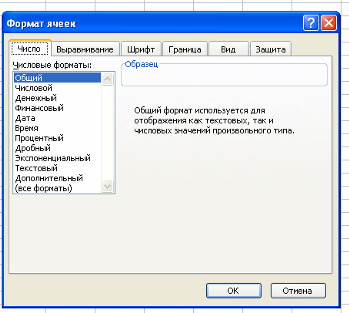 Формат ячеек
Число Выравнивание Шрифт Граница Вид Защита
Числовые форматы:
Общий
Числовой
Денежный
Финансовый
Дата
Время
Процентный
Дробный
Экспоненциальный
Текстовый
Дополнительный
(все форматы)
Образец
Общий формат используется для
отображения как текстовых, так и
числовых значений произвольного типа.
ОК Отмена